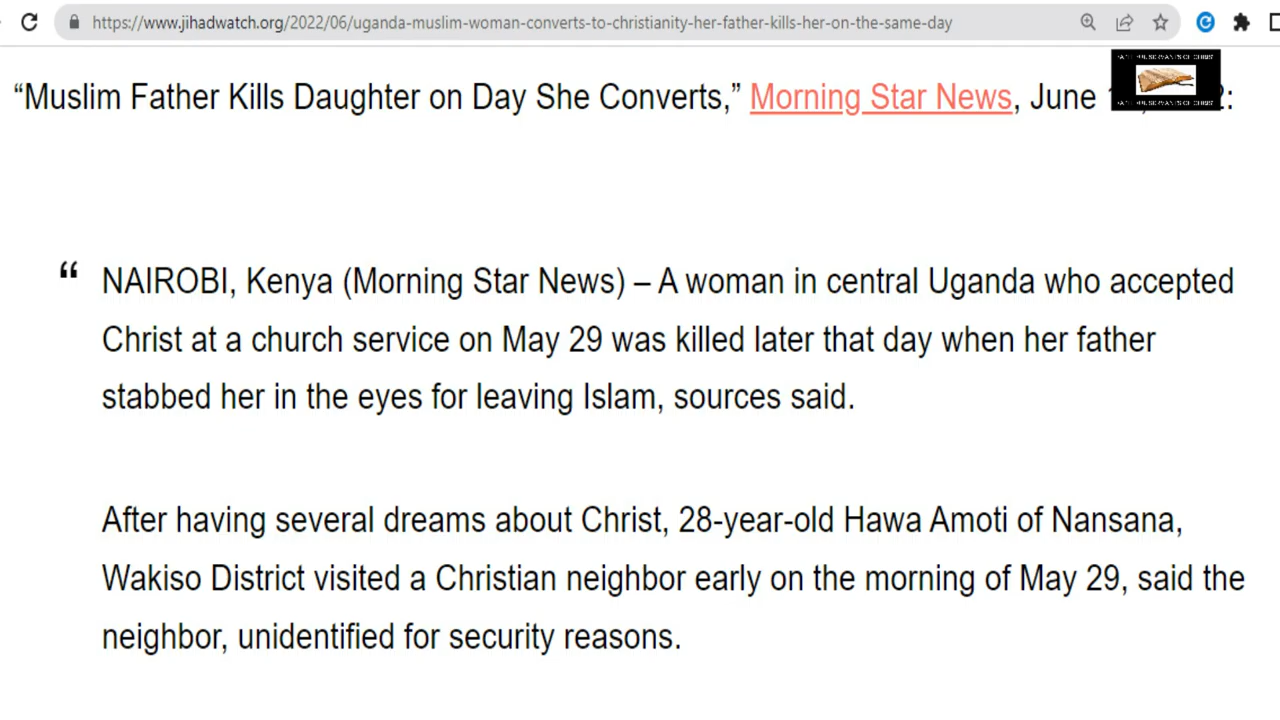 https://www.jihadwatch.org/2022/06/uganda-muslim-woman-converts-to-christianity-her-father-kills-her-on-the-same-day
“Muslim Father Kills Daughter on Day She Converts,” Morning Star News, June
“
NAIROBI, Kenya (Morning Star News) – A woman in central Uganda who accepted
Christ at a church service on May 29 was killed later that day when her father
stabbed her in the eyes for leaving Islam, sources said.
After having several dreams about Christ, 28-year-old Hawa Amoti of Nansana,
Wakiso District visited a Christian neighbor early on the morning of May 29, said the
neighbor, unidentified for security reasons.